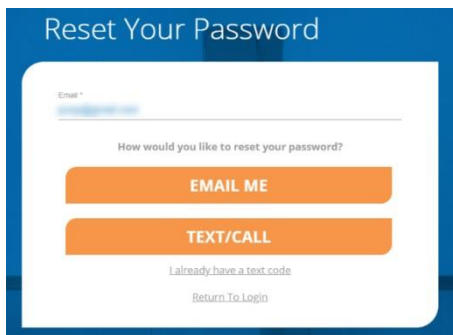 Reset Your Password
Email *
How would you like to reset your password?
EMAIL ME
TEXT/CALL
I already have a text code
Return To Login